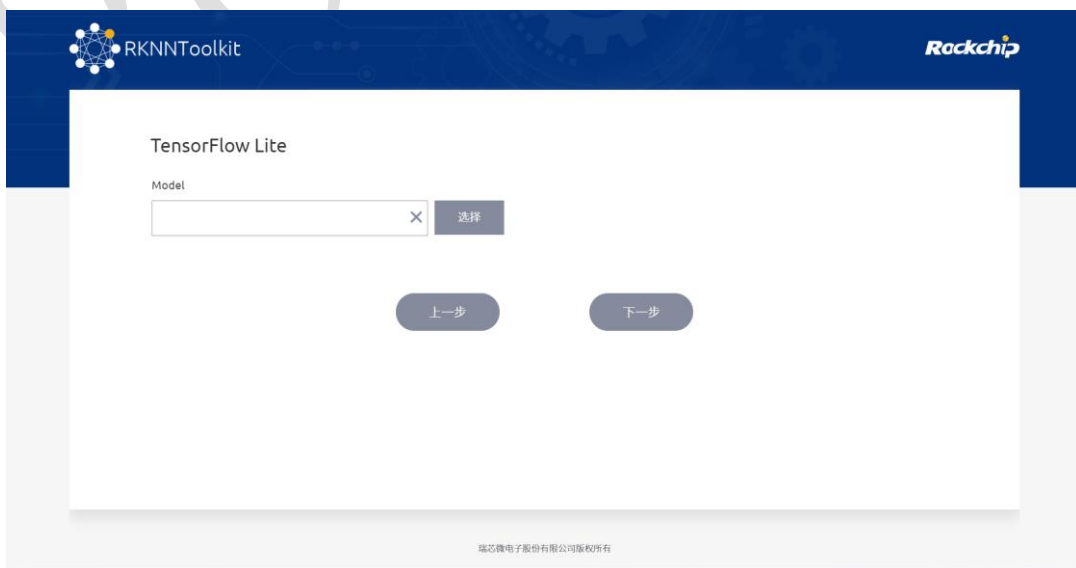 RKNNToolkit
Rockchip
TensorFlow Lite
Model
选择
上一步
下一步
瑞芯微电子股份有限公司版权所有